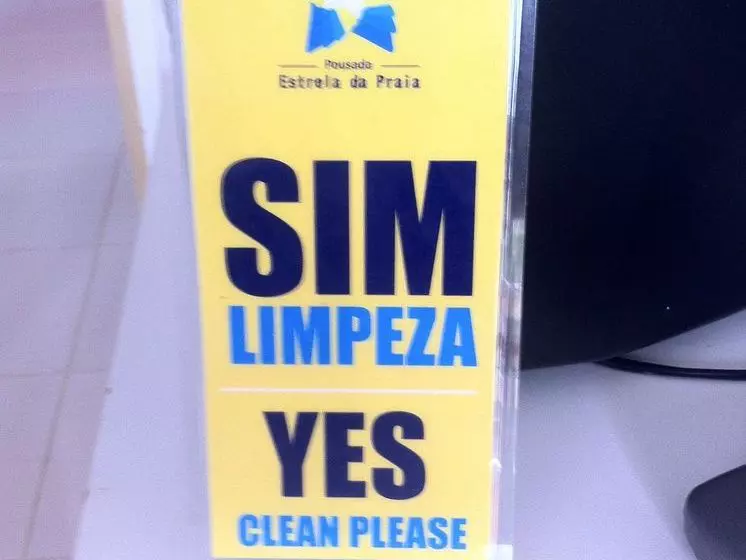 Pousada
Estrela da Praia
SIM
LIMPEZA
YES
CLEAN PLEASE